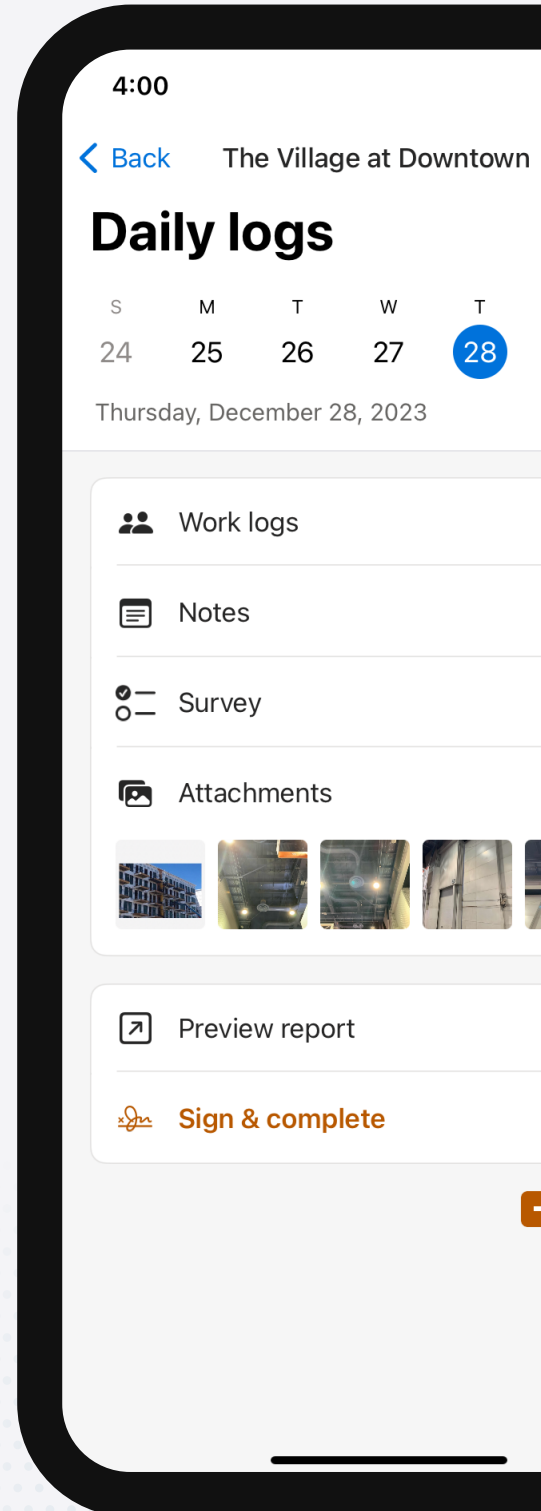 4:00
Back The Village at Downtown
Daily logs
S M T W T
24 25 26 27 28
Thursday, December 28, 2023
Work logs
Notes
Survey
Attachments
Preview report
Sign & complete